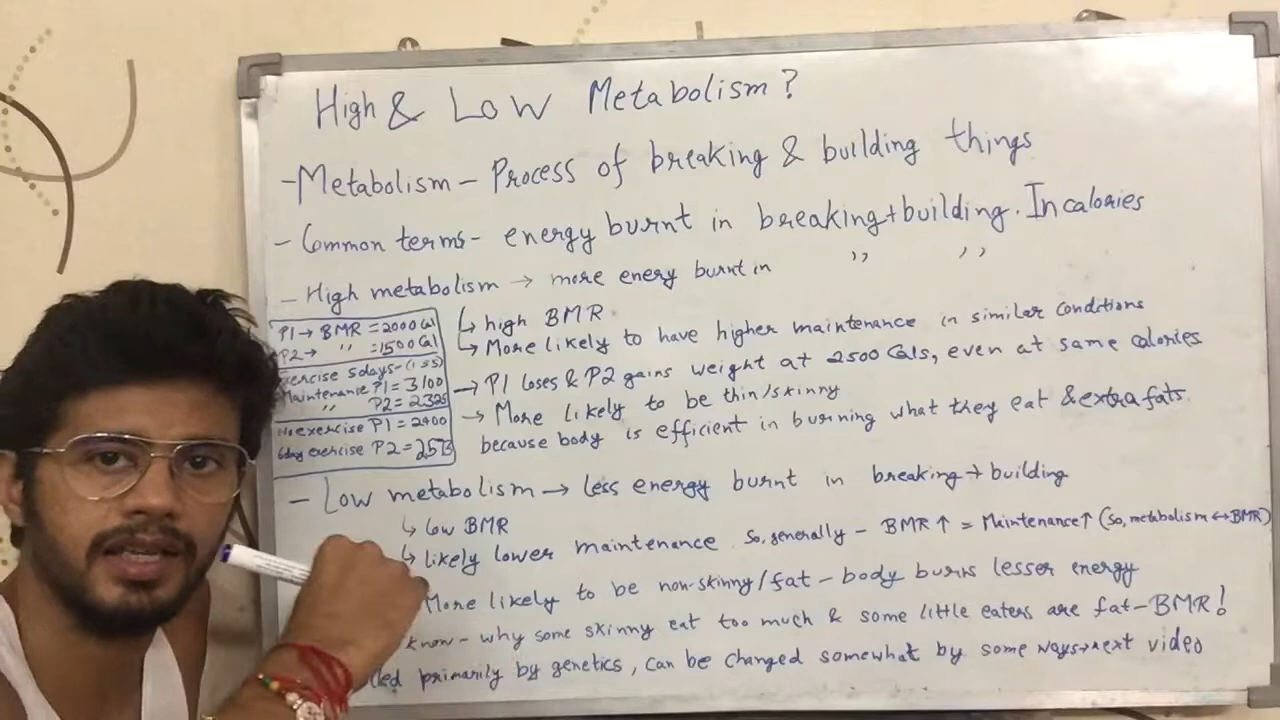 High & Low Metabolism?
- Metabolism - Process of breaking & building things
- Common terms - energy burnt in breaking + building. In calories
- High metabolism → more enery burnt in ,, ,,
↳ high BMR
↳ More likely to have higher maintenance in similar conditions
→ P1 loses & P2 gains weight at 2500 Cals, even at same calories
→ More likely to be thin/skinny
because body is efficient in burning what they eat & extra fats.
P1 → BMR = 2000 Cal
P2 → ,, = 1500 Cal
exercise 5days - (1.55)
Maintenance P1 = 3100
,, P2 = 2325
No exercise P1 = 2400
6day exercise P2 =
- Low metabolism → less energy burnt in breaking + building
↳ low BMR
↳ likely lower maintenance. So, generally - BMR↑ = Maintenance↑ (So, metabolism ↔ BMR)
More likely to be non-skinny/fat - body burns lesser energy
know - why some skinny eat too much & some little eaters are fat - BMR!
primarily by genetics, can be changed somewhat by some ways → next video